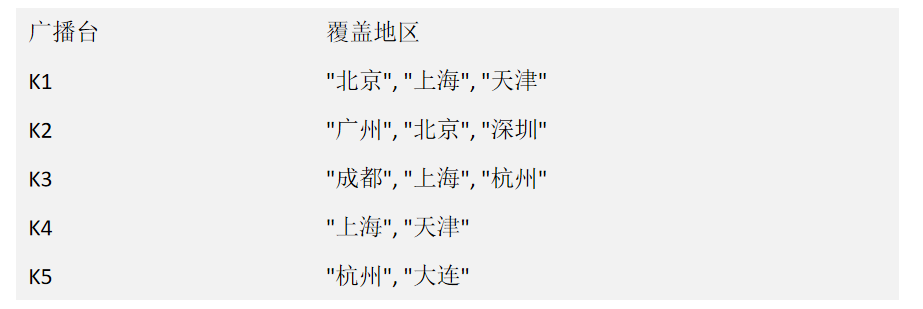 广播台 覆盖地区
K1 "北京", "上海", "天津"
K2 "广州", "北京", "深圳"
K3 "成都", "上海", "杭州"
K4 "上海", "天津"
K5 "杭州", "大连"